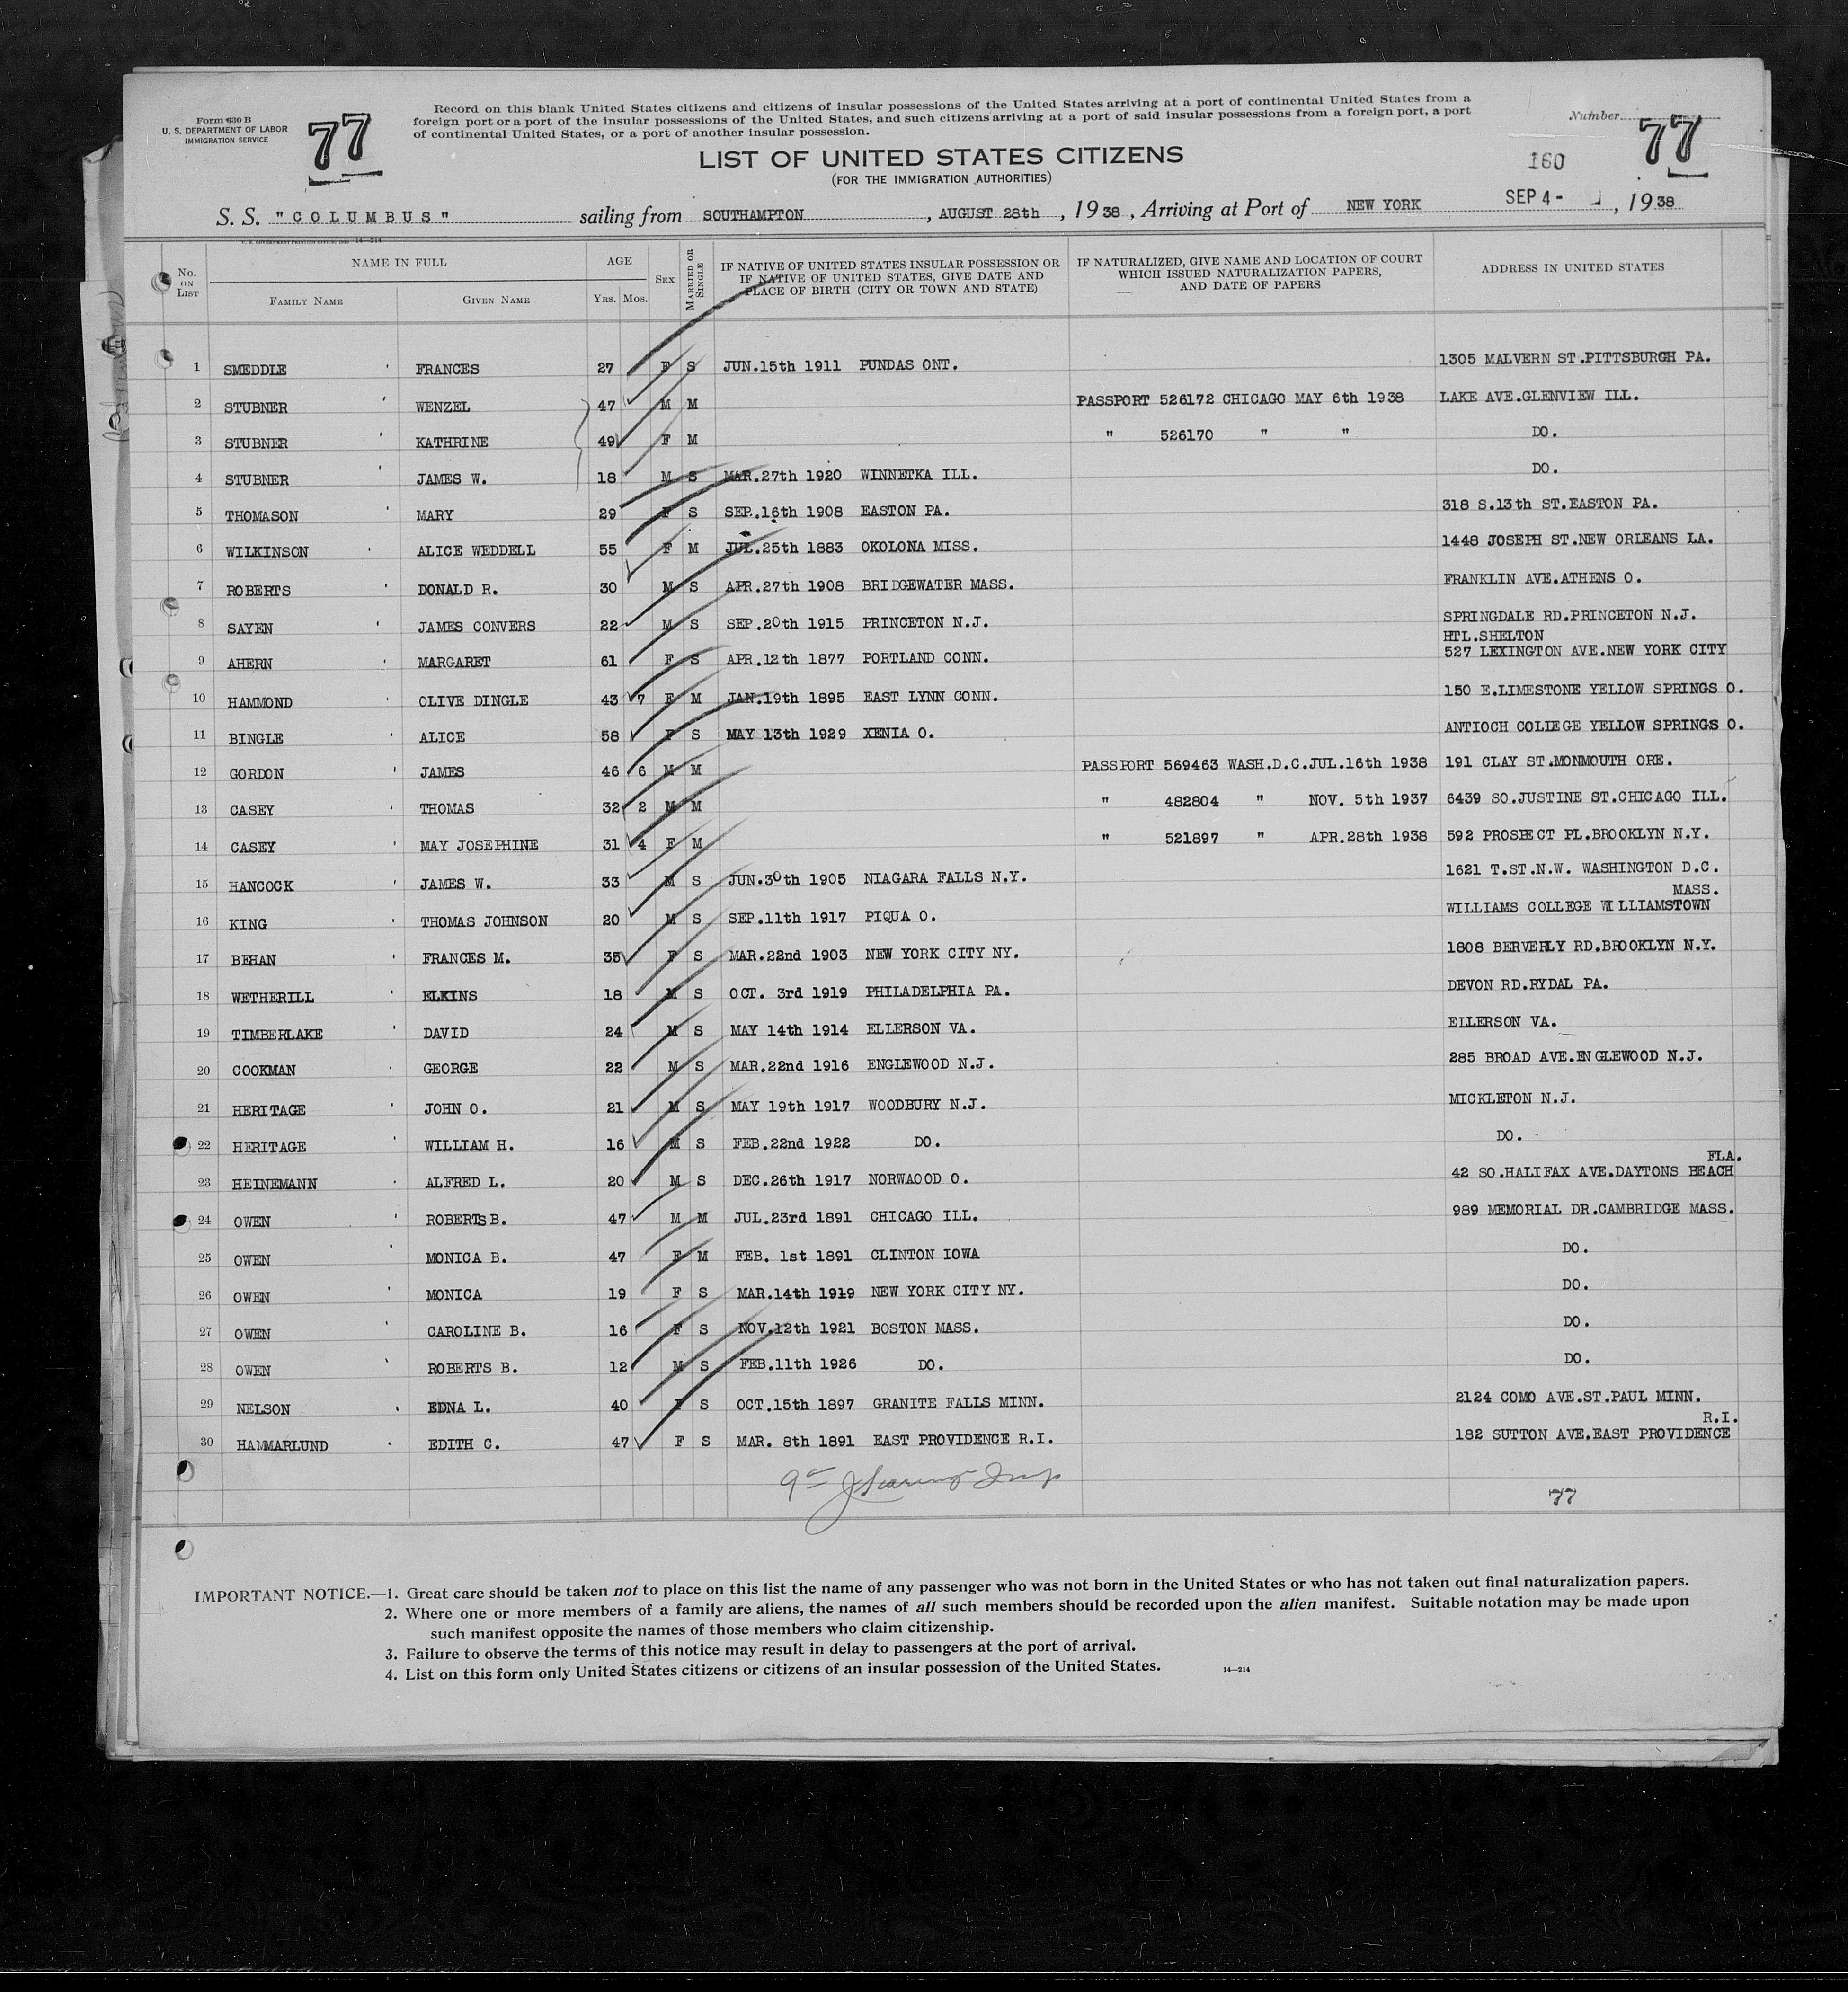 Form 630 B
U. S. DEPARTMENT OF LABOR
IMMIGRATION SERVICE
77
Record on this blank United States citizens and citizens of insular possessions of the United States arriving at a port of continental United States from a
foreign port or a port of the insular possessions of the United States, and such citizens arriving at a port of said insular possessions from a foreign port, a port
of continental United States, or a port of another insular possession.
Number
77
LIST OF UNITED STATES CITIZENS
(FOR THE IMMIGRATION AUTHORITIES)
160
S. S. "COLUMBUS" sailing from SOUTHAMPTON, AUGUST 28th, 1938, Arriving at Port of NEW YORK SEP 4 - , 1938
14—214
No. ON LIST NAME IN FULL AGE SEX MARRIED OR SINGLE IF NATIVE OF UNITED STATES INSULAR POSSESSION OR IF NATIVE OF UNITED STATES, GIVE DATE AND PLACE OF BIRTH (CITY OR TOWN AND STATE) IF NATURALIZED, GIVE NAME AND LOCATION OF COURT WHICH ISSUED NATURALIZATION PAPERS, AND DATE OF PAPERS ADDRESS IN UNITED STATES
FAMILY NAME GIVEN NAME YRS. MOS.
1 SMEDDLE FRANCES 27 F S JUN.15th 1911 PUNDAS ONT. 1305 MALVERN ST.PITTSBURGH PA.
2 STUBNER WENZEL 47 M M PASSPORT 526172 CHICAGO MAY 6th 1938 LAKE AVE.GLENVIEW ILL.
3 STUBNER KATHRINE 49 F M " 526170 " " DO.
4 STUBNER JAMES W. 18 M S MAR.27th 1920 WINNETKA ILL. DO.
5 THOMASON MARY 29 F S SEP.16th 1908 EASTON PA. 318 S.13th ST.EASTON PA.
6 WILKINSON ALICE WEDDELL 55 F M JUL.25th 1883 OKOLONA MISS. 1448 JOSEPH ST.NEW ORLEANS LA.
7 ROBERTS DONALD R. 30 M S APR.27th 1908 BRIDGEWATER MASS. FRANKLIN AVE.ATHENS O.
8 SAYEN JAMES CONVERS 22 M S SEP.20th 1915 PRINCETON N.J. SPRINGDALE RD.PRINCETON N.J.
HTL.SHELTON
9 AHERN MARGARET 61 F S APR.12th 1877 PORTLAND CONN. 527 LEXINGTON AVE.NEW YORK CITY
10 HAMMOND OLIVE DINGLE 43 7 F M JAN.19th 1895 EAST LYNN CONN. 150 E.LIMESTONE YELLOW SPRINGS O.
11 BINGLE ALICE 58 F S MAY 13th 1929 XENIA O. ANTIOCH COLLEGE YELLOW SPRINGS O.
12 GORDON JAMES 46 6 M M PASSPORT 569463 WASH.D.C.JUL.16th 1938 191 CLAY ST.MONMOUTH ORE.
13 CASEY THOMAS 32 2 M M " 482804 " NOV. 5th 1937 6439 SO.JUSTINE ST.CHICAGO ILL.
14 CASEY MAY JOSEPHINE 31 4 F M " 521897 " APR.28th 1938 592 PROSPECT PL.BROOKLYN N.Y.
15 HANCOCK JAMES W. 33 M S JUN.30th 1905 NIAGARA FALLS N.Y. 1621 T.ST.N.W. WASHINGTON D.C.
MASS.
16 KING THOMAS JOHNSON 20 M S SEP.11th 1917 PIQUA O. WILLIAMS COLLEGE WILLIAMSTOWN
17 BEHAN FRANCES M. 35 F S MAR.22nd 1903 NEW YORK CITY NY. 1808 BERVERLY RD.BROOKLYN N.Y.
18 WETHERILL ELKINS 18 M S OCT. 3rd 1919 PHILADELPHIA PA. DEVON RD.RYDAL PA.
19 TIMBERLAKE DAVID 24 M S MAY 14th 1914 ELLERSON VA. ELLERSON VA.
20 COOKMAN GEORGE 22 M S MAR.22nd 1916 ENGLEWOOD N.J. 285 BROAD AVE.ENGLEWOOD N.J.
21 HERITAGE JOHN O. 21 M S MAY 19th 1917 WOODBURY N.J. MICKLETON N.J.
22 HERITAGE WILLIAM H. 16 M S FEB.22nd 1922 DO. DO.
FLA.
23 HEINEMANN ALFRED L. 20 M S DEC.26th 1917 NORWAOOD O. 42 SO.HALIFAX AVE.DAYTONS BEACH
24 OWEN ROBERTS B. 47 M M JUL.23rd 1891 CHICAGO ILL. 989 MEMORIAL DR.CAMBRIDGE MASS.
25 OWEN MONICA B. 47 F M FEB. 1st 1891 CLINTON IOWA DO.
26 OWEN MONICA 19 F S MAR.14th 1919 NEW YORK CITY NY. DO.
27 OWEN CAROLINE B. 16 F S NOV.12th 1921 BOSTON MASS. DO.
28 OWEN ROBERTS B. 12 M S FEB.11th 1926 DO. DO.
29 NELSON EDNA L. 40 F S OCT.15th 1897 GRANITE FALLS MINN. 2124 COMO AVE.ST.PAUL MINN.
R.I.
30 HAMMARLUND EDITH C. 47 F S MAR. 8th 1891 EAST PROVIDENCE R.I. 182 SUTTON AVE.EAST PROVIDENCE
77
IMPORTANT NOTICE.—1. Great care should be taken not to place on this list the name of any passenger who was not born in the United States or who has not taken out final naturalization papers.
2. Where one or more members of a family are aliens, the names of all such members should be recorded upon the alien manifest. Suitable notation may be made upon
such manifest opposite the names of those members who claim citizenship.
3. Failure to observe the terms of this notice may result in delay to passengers at the port of arrival.
4. List on this form only United States citizens or citizens of an insular possession of the United States.
14—214